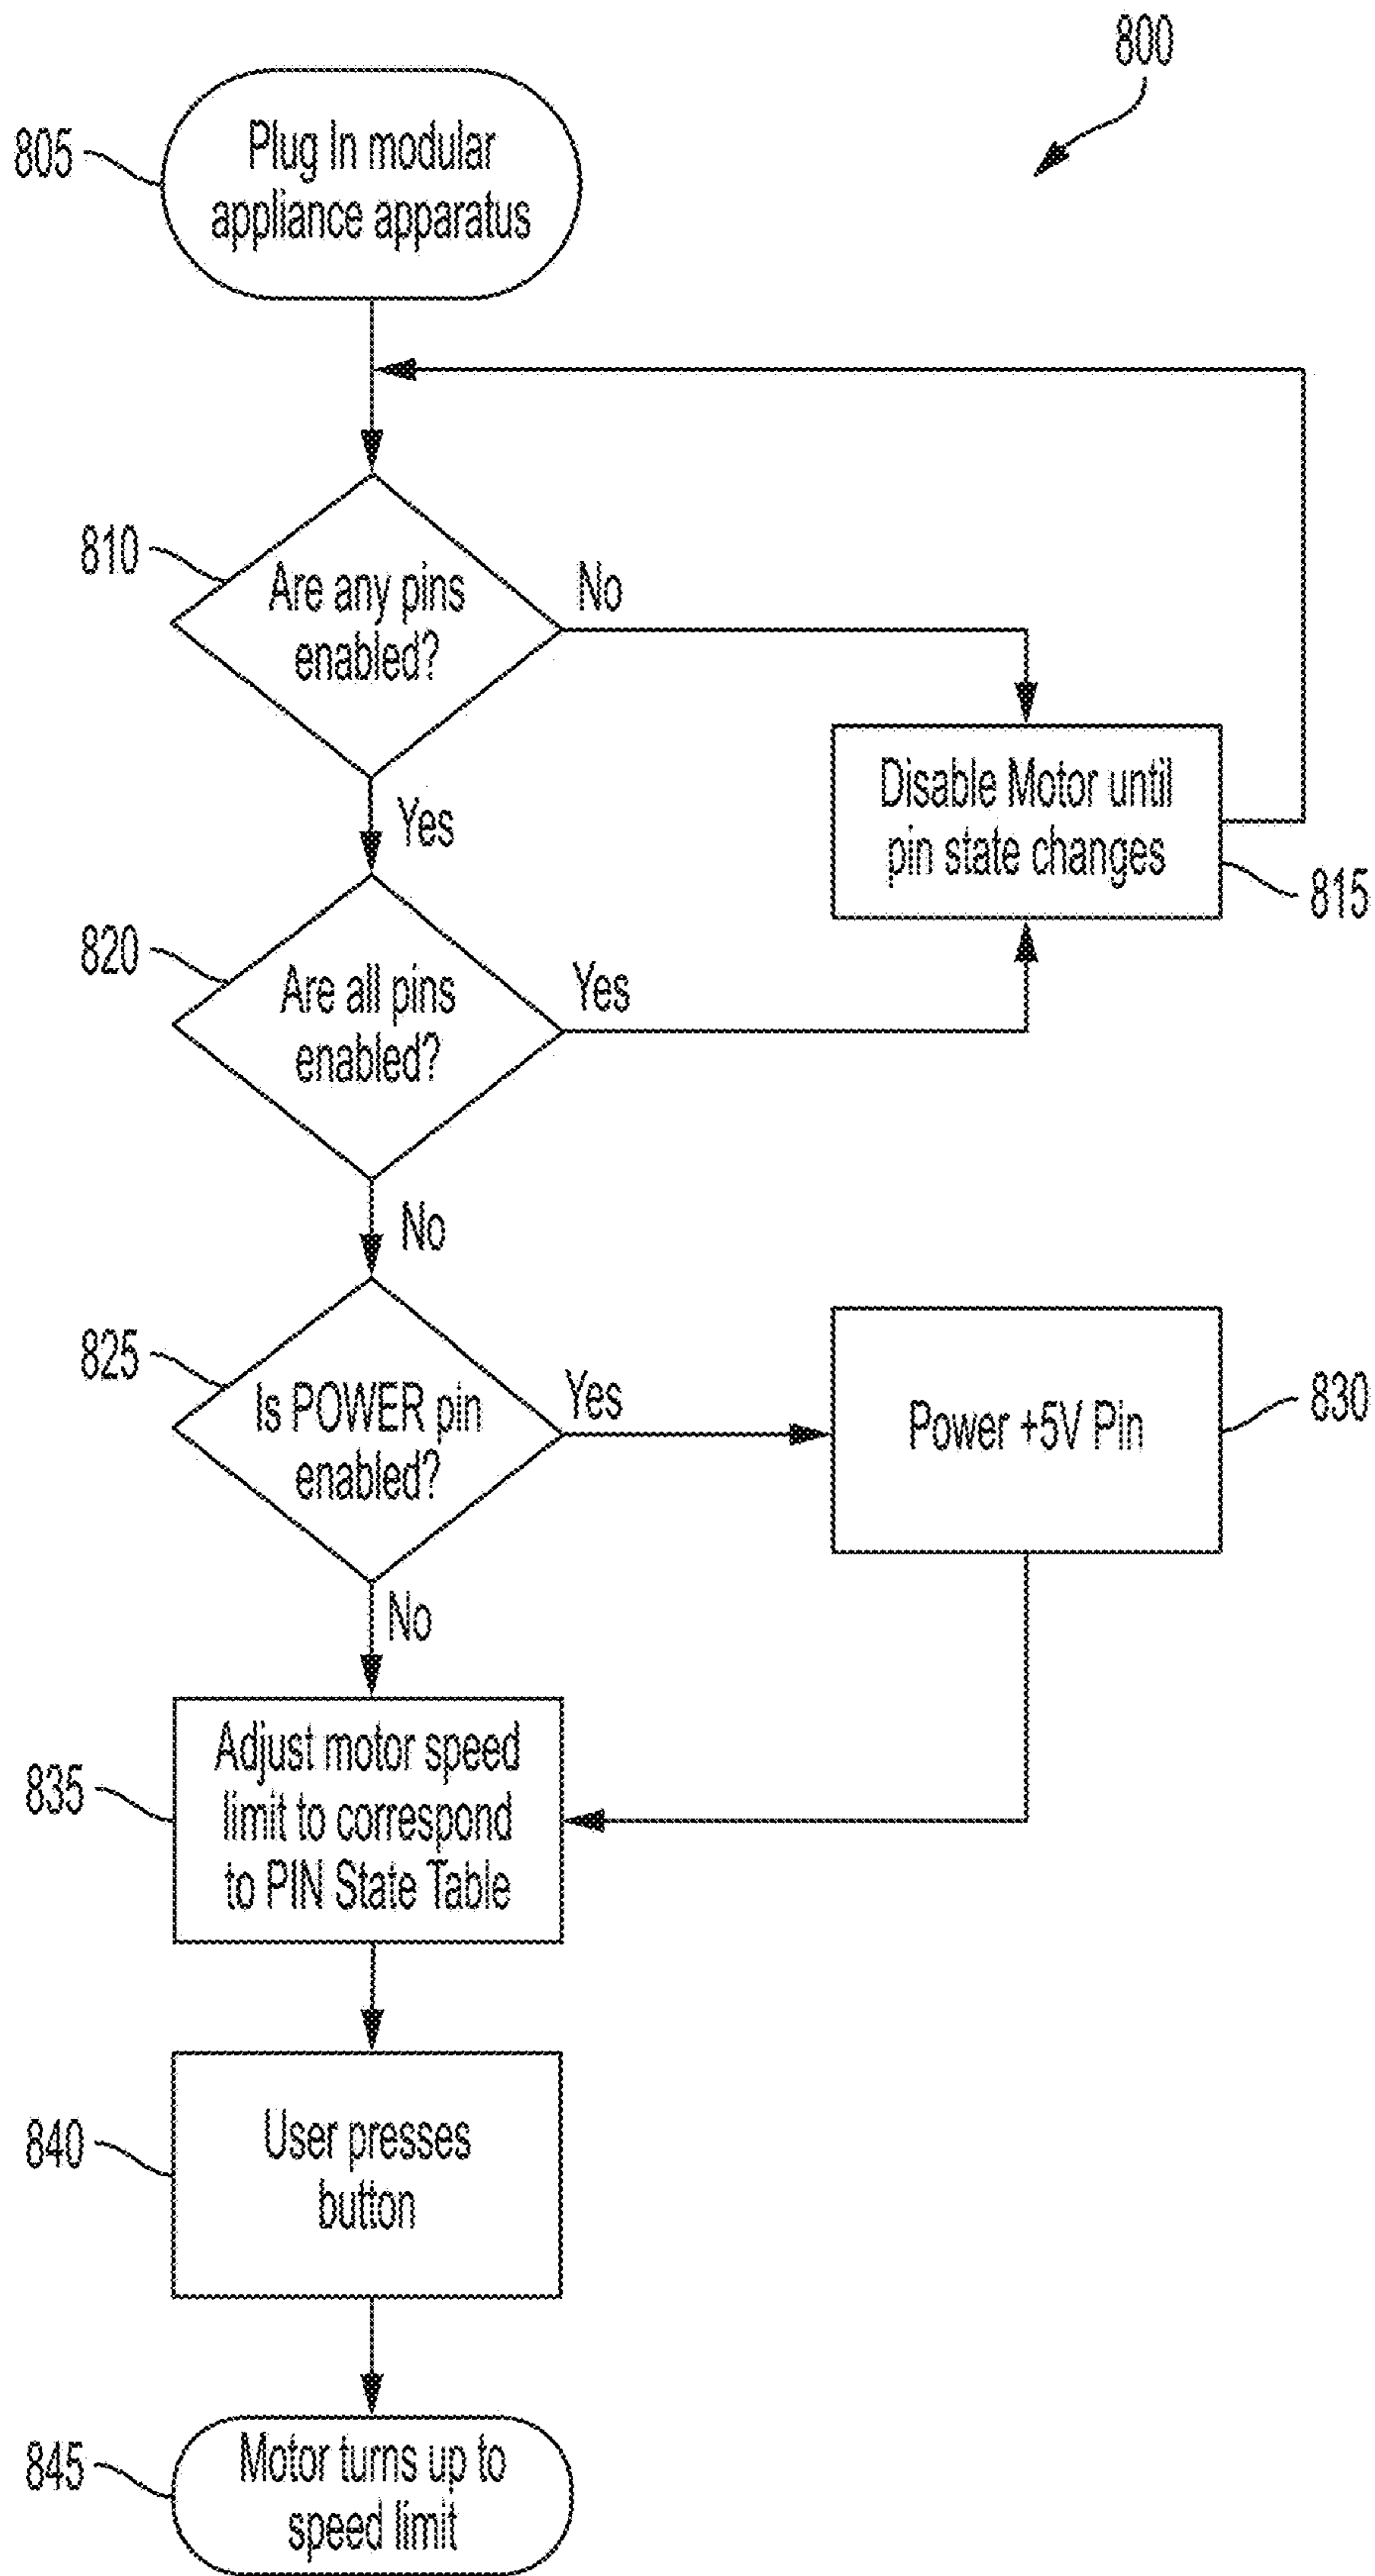 800
805
Plug In modular
appliance apparatus
810
Are any pins
enabled?
No
Yes
Disable Motor until
pin state changes
815
820
Are all pins
enabled?
Yes
No
825
Is POWER pin
enabled?
Yes
No
Power +5V Pin
830
835
Adjust motor speed
limit to correspond
to PIN State Table
840
User presses
button
845
Motor turns up to
speed limit